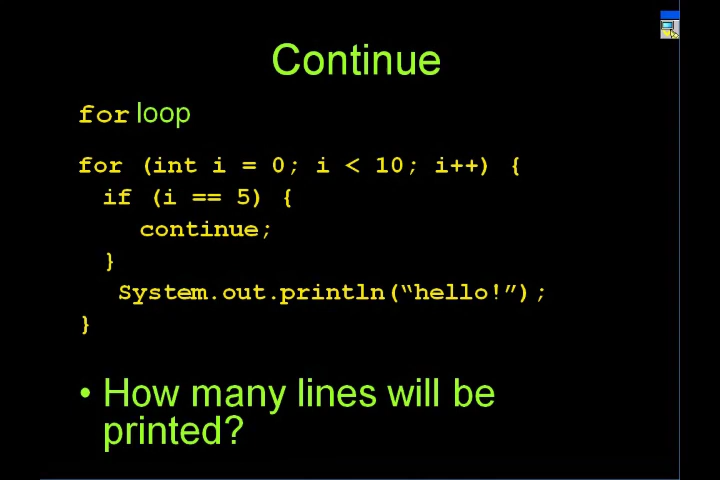 Continue
for loop
for (int i = 0; i < 10; i++) {
if (i == 5) {
continue;
}
System.out.println(“hello!”);
}
• How many lines will be
printed?